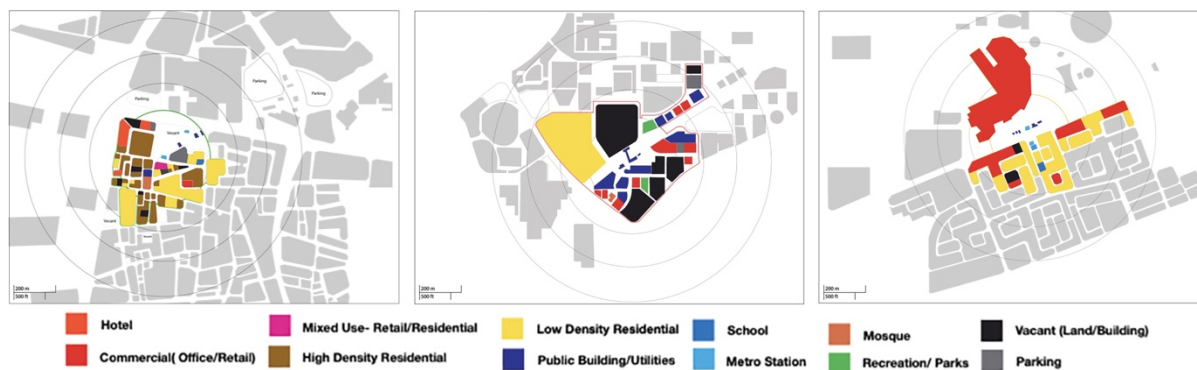 Parking
Parking
Parking
Vacant
Vacant
200 m
500 ft
200 m
500 ft
200 m
500 ft
Hotel
Mixed Use- Retail/Residential
Low Density Residential
School
Mosque
Vacant (Land/Building)
Commercial( Office/Retail)
High Density Residential
Public Building/Utilities
Metro Station
Recreation/ Parks
Parking